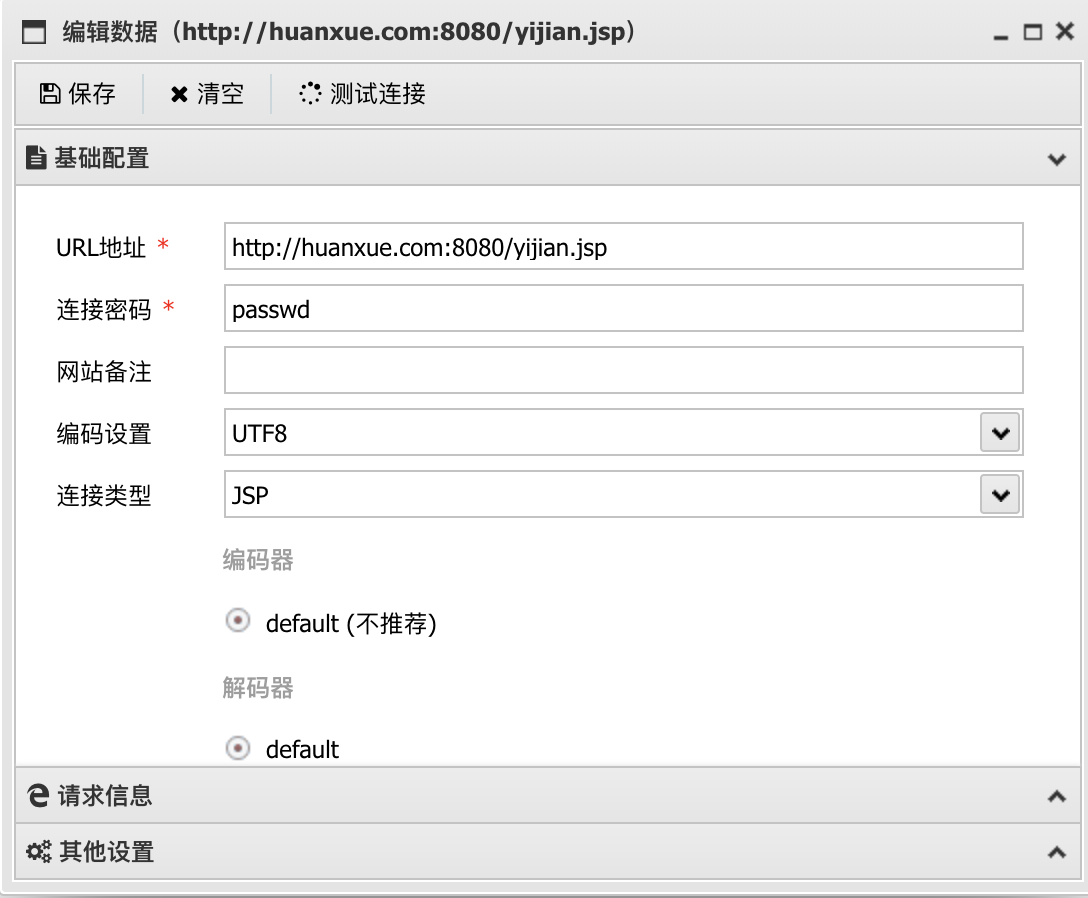 编辑数据（http://huanxue.com:8080/yijian.jsp）
保存 清空 测试连接
基础配置
URL地址 * http://huanxue.com:8080/yijian.jsp
连接密码 * passwd
网站备注
编码设置 UTF8
连接类型 JSP
编码器
default (不推荐)
解码器
default
请求信息
其他设置